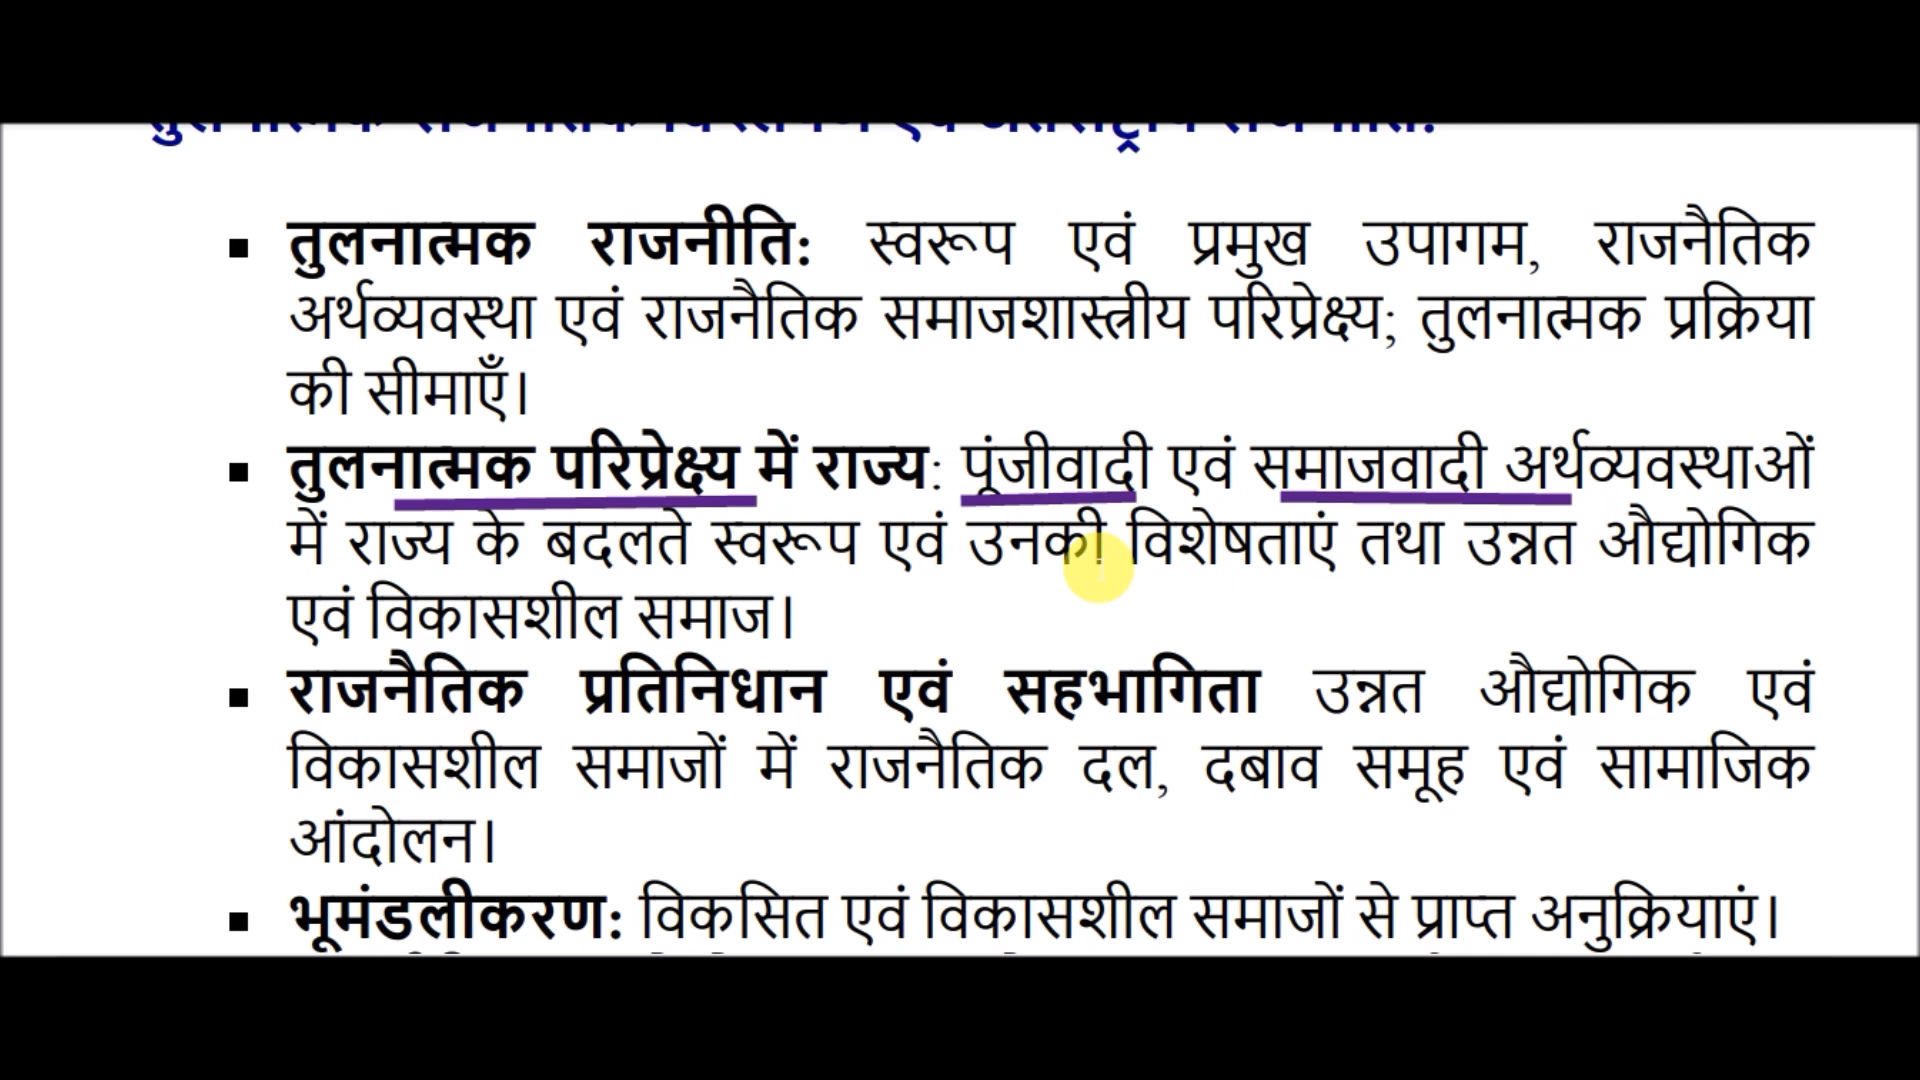 तुलनात्मक राजनीति: स्वरूप एवं प्रमुख उपागम, राजनैतिक
अर्थव्यवस्था एवं राजनैतिक समाजशास्त्रीय परिप्रेक्ष्य; तुलनात्मक प्रक्रिया
की सीमाएँ।
तुलनात्मक परिप्रेक्ष्य में राज्य: पूंजीवादी एवं समाजवादी अर्थव्यवस्थाओं
में राज्य के बदलते स्वरूप एवं उनकी विशेषताएं तथा उन्नत औद्योगिक
एवं विकासशील समाज।
राजनैतिक प्रतिनिधान एवं सहभागिता उन्नत औद्योगिक एवं
विकासशील समाजों में राजनैतिक दल, दबाव समूह एवं सामाजिक
आंदोलन।
भूमंडलीकरण: विकसित एवं विकासशील समाजों से प्राप्त अनुक्रियाएं।